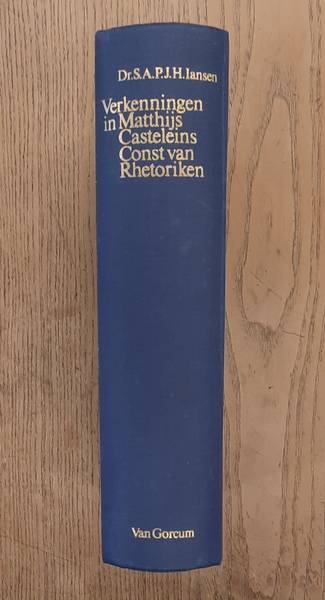 Dr.S.A.P.J.H.Iansen
Verkenningen
in Matthijs
Casteleins
Const van
Rhetoriken
Van Gorcum